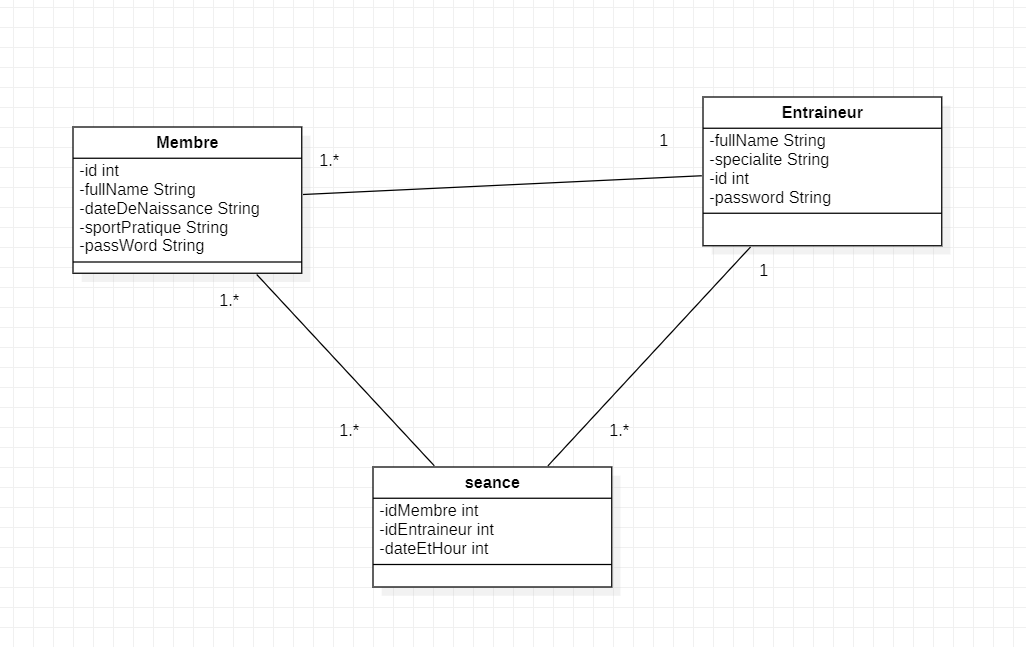 Membre
-id int
-fullName String
-dateDeNaissance String
-sportPratique String
-passWord String
1.*
1
Entraineur
-fullName String
-specialite String
-id int
-password String
1.*
1
1.*
1.*
seance
-idMembre int
-idEntraineur int
-dateEtHour int